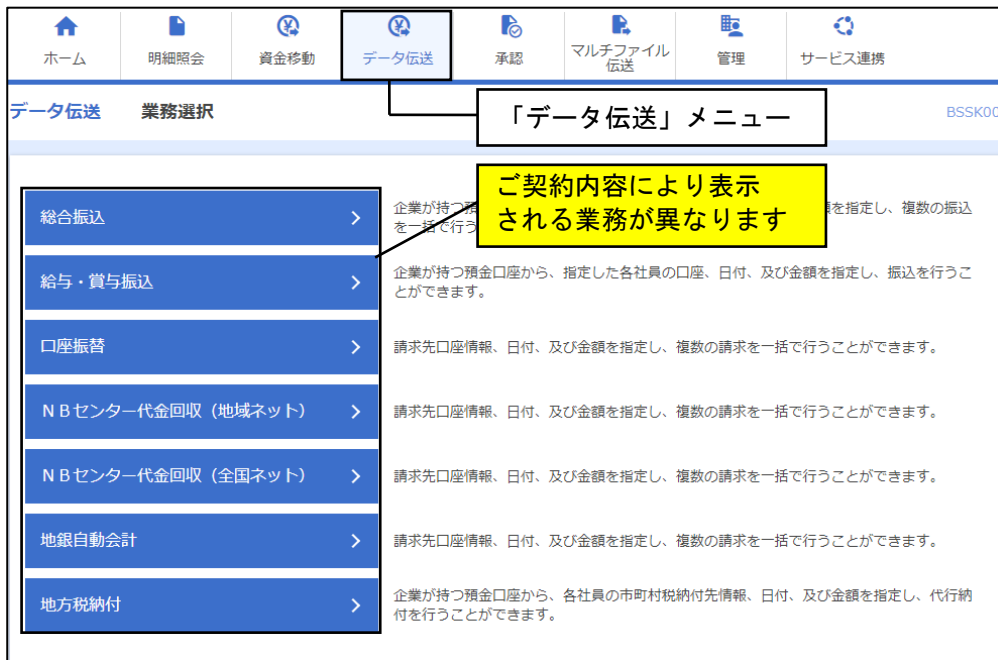 ホーム
明細照会
資金移動
データ伝送
承認
マルチファイル
伝送
管理
サービス連携
データ伝送 業務選択
「データ伝送」メニュー
BSSK00
ご契約内容により表示
される業務が異なります
総合振込
企業が持つ預
額を指定し、複数の振込
を一括で行う
給与・賞与振込
企業が持つ預金口座から、指定した各社員の口座、日付、及び金額を指定し、振込を行うこ
とができます。
口座振替
請求先口座情報、日付、及び金額を指定し、複数の請求を一括で行うことができます。
ＮＢセンター代金回収（地域ネット）
請求先口座情報、日付、及び金額を指定し、複数の請求を一括で行うことができます。
ＮＢセンター代金回収（全国ネット）
請求先口座情報、日付、及び金額を指定し、複数の請求を一括で行うことができます。
地銀自動会計
請求先口座情報、日付、及び金額を指定し、複数の請求を一括で行うことができます。
地方税納付
企業が持つ預金口座から、各社員の市町村税納付先情報、日付、及び金額を指定し、代行納
付を行うことができます。